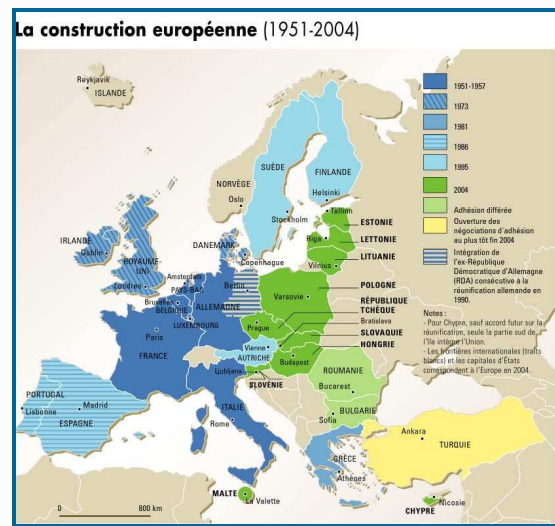 La construction européenne (1951-2004)
Reykjavik
ISLANDE
SUÈDE
FINLANDE
NORVÈGE
Oslo
Helsinki
Stockholm
Tallinn
ESTONIE
Riga
LETTONIE
LITUANIE
Vilnius
DANEMARK
Copenhague
IRLANDE
Dublin
ROYAUME-
UNI
Londres
Amsterdam
PAYS-BAS
Berlin
Bruxelles
BELGIQUE
ALLEMAGNE
LUXEMBOURG
Varsovie
POLOGNE
RÉPUBLIQUE
TCHÈQUE
Prague
Bratislava
SLOVAQUIE
HONGRIE
Paris
FRANCE
Vienne
AUTRICHE
Budapest
Ljubljana
SLOVÉNIE
ROUMANIE
Bucarest
BULGARIE
Sofia
PORTUGAL
Lisbonne
Madrid
ESPAGNE
ITALIE
Rome
GRÈCE
Athènes
Ankara
TURQUIE
MALTE
La Valette
CHYPRE
Nicosie
0 800 km
1951-1957
1973
1981
1986
1995
2004
Adhésion différée
Ouverture des
négociations d'adhésion
au plus tôt fin 2004
Intégration de
l'ex-République
Démocratique d'Allemagne
(RDA) consécutive à la
réunification allemande en
1990.
Notes :
- Pour Chypre, sauf accord futur sur la
réunification, seule la partie sud de
l'île intègre l'Union.
- Les frontières internationales (traits
blancs) et les capitales d'États
correspondent à l'Europe en 2004.